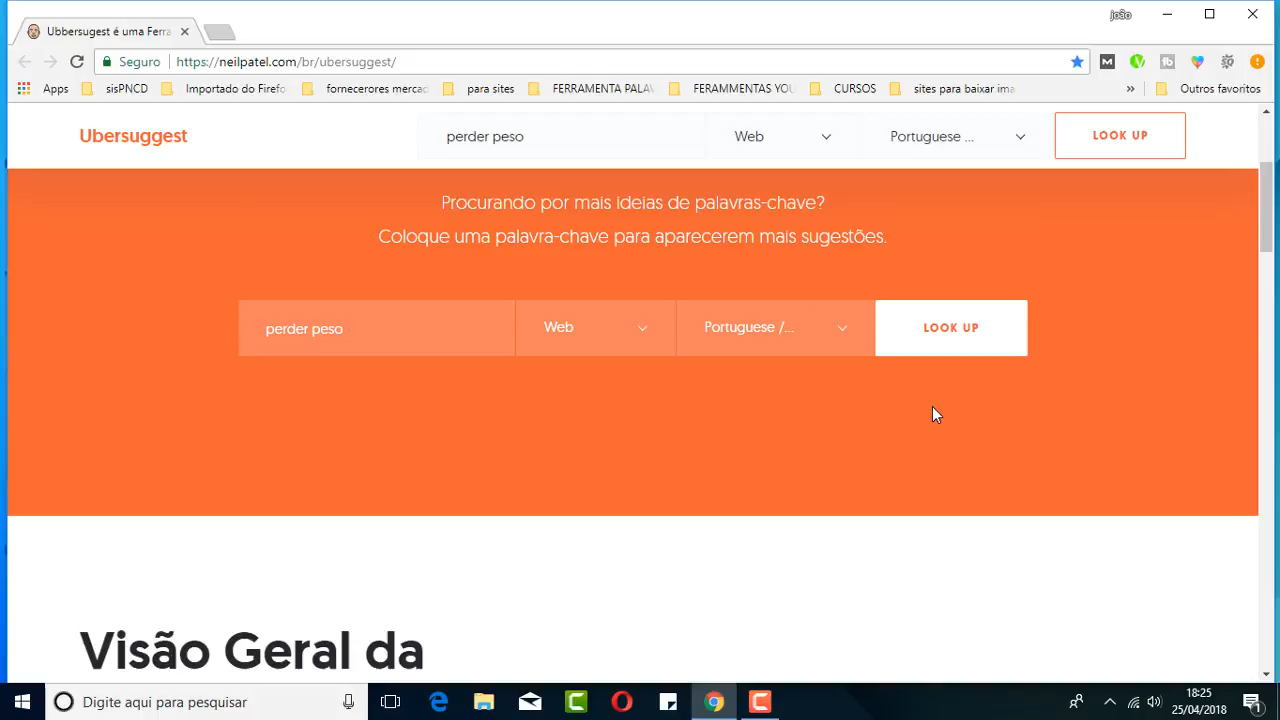 joão
Ubbersugest é uma Ferra
Seguro https://neilpatel.com/br/ubersuggest/
Apps sisPNCD Importado do Firefo fornecerores mercad para sites FERRAMENTA PALAV FERAMMENTAS YOU CURSOS sites para baixar ima » Outros favoritos
Ubersuggest perder peso Web Portuguese ... LOOK UP
Procurando por mais ideias de palavras-chave?
Coloque uma palavra-chave para aparecerem mais sugestões.
perder peso Web Portuguese /... LOOK UP
Visão Geral da
Digite aqui para pesquisar
18:25
25/04/2018
1